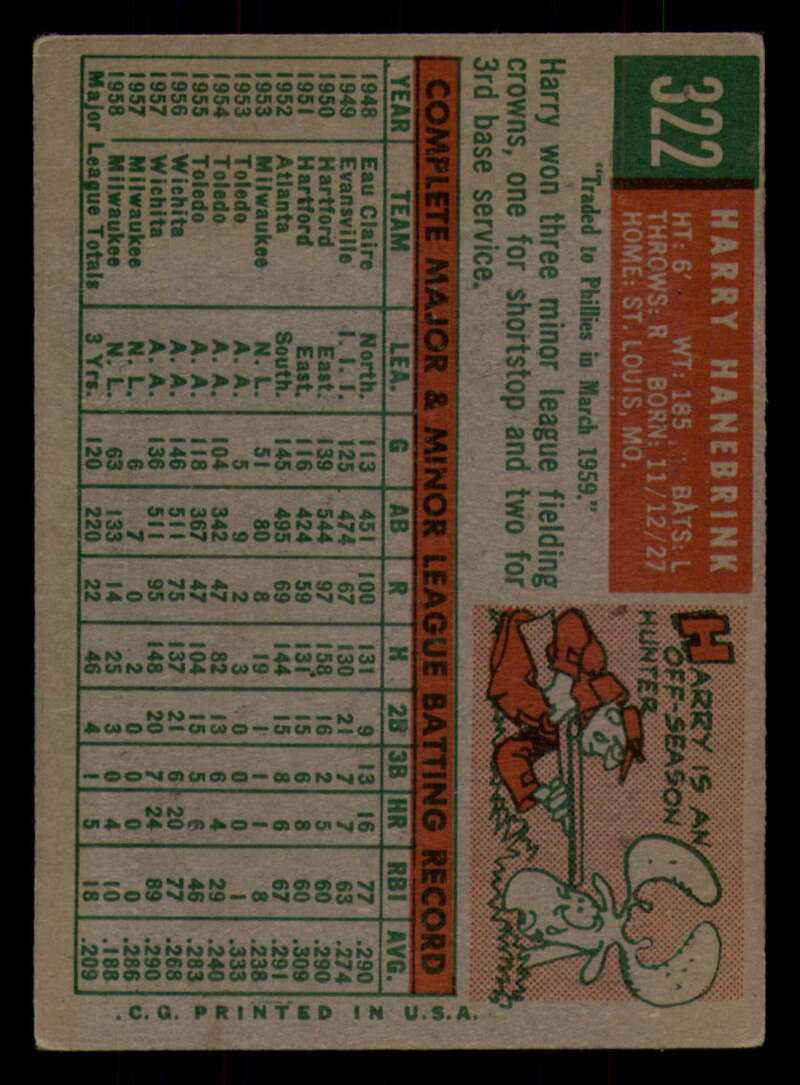 322
HARRY HANEBRINK
HT: 6' WT: 185 BATS: L
THROWS: R BORN: 11/12/27
HOME: ST. LOUIS, MO.
"Traded to Phillies in March 1959."
Harry won three minor league fielding
crowns, one for shortstop and two for
3rd base service.
HARRY IS AN
OFF-SEASON
HUNTER
COMPLETE MAJOR & MINOR LEAGUE BATTING RECORD
YEAR TEAM LEA. G AB R H 2B 3B HR RBI AVG.
1948 Eau Claire North. 113 451 100 131 9 13 16 77 .290
1949 Evansville I. I. I. 125 474 67 130 21 7 7 63 .274
1950 Hartford East. 139 544 97 158 16 2 5 60 .290
1951 Hartford East. 116 424 59 131 15 6 8 60 .309
1952 Atlanta South. 145 495 69 144 15 8 6 67 .291
1953 Milwaukee N. L. 51 80 8 19 1 1 1 8 .238
1953 Toledo A. A. 5 9 2 3 0 0 0 1 .333
1954 Toledo A. A. 104 342 47 82 13 6 4 29 .240
1955 Toledo A. A. 118 367 47 104 15 5 6 46 .283
1956 Wichita A. A. 146 511 75 137 21 6 20 77 .268
1957 Wichita A. A. 136 511 95 148 20 7 24 89 .290
1957 Milwaukee N. L. 6 7 0 2 0 0 0 0 .286
1958 Milwaukee N. L. 63 133 14 25 3 0 4 10 .188
Major League Totals 3 Yrs. 120 220 22 46 4 1 5 18 .209
.C.G. PRINTED IN U.S.A.